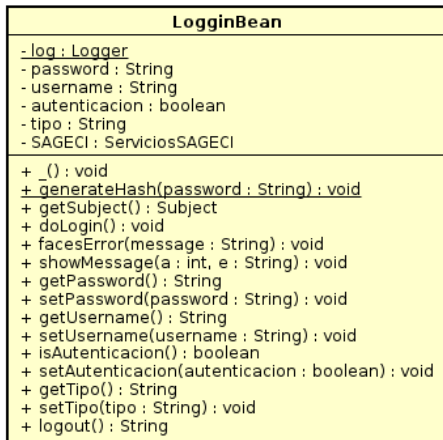 LogginBean
- log : Logger
- password : String
- username : String
- autenticacion : boolean
- tipo : String
- SAGECI : ServiciosSAGECI
+ _() : void
+ generateHash(password : String) : void
+ getSubject() : Subject
+ doLogin() : void
+ facesError(message : String) : void
+ showMessage(a : int, e : String) : void
+ getPassword() : String
+ setPassword(password : String) : void
+ getUsername() : String
+ setUsername(username : String) : void
+ isAutenticacion() : boolean
+ setAutenticacion(autenticacion : boolean) : void
+ getTipo() : String
+ setTipo(tipo : String) : void
+ logout() : String